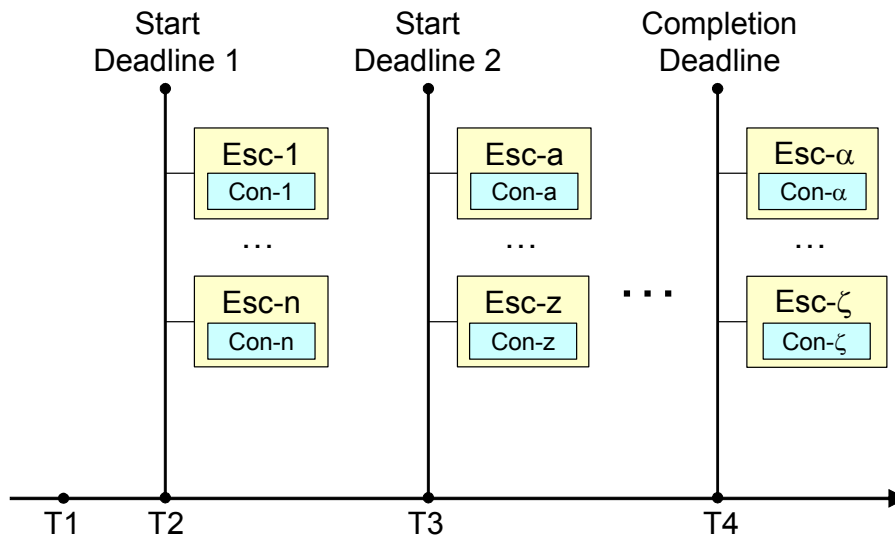 Start
Deadline 1
Start
Deadline 2
Completion
Deadline
Esc-1
Con-1
...
Esc-n
Con-n
Esc-a
Con-a
...
Esc-z
Con-z
...
Esc-α
Con-α
...
Esc-ζ
Con-ζ
T1
T2
T3
T4